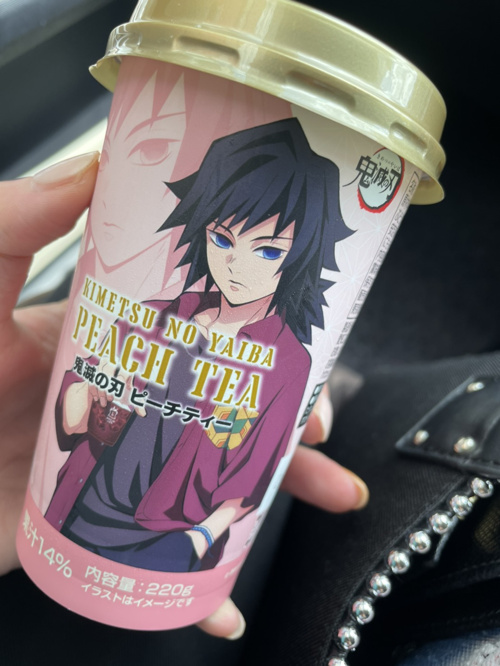 鬼滅の刃
KIMETSU NO YAIBA
PEACH TEA
鬼滅の刃 ピーチティー
果汁14%
内容量:220g
イラストはイメージです